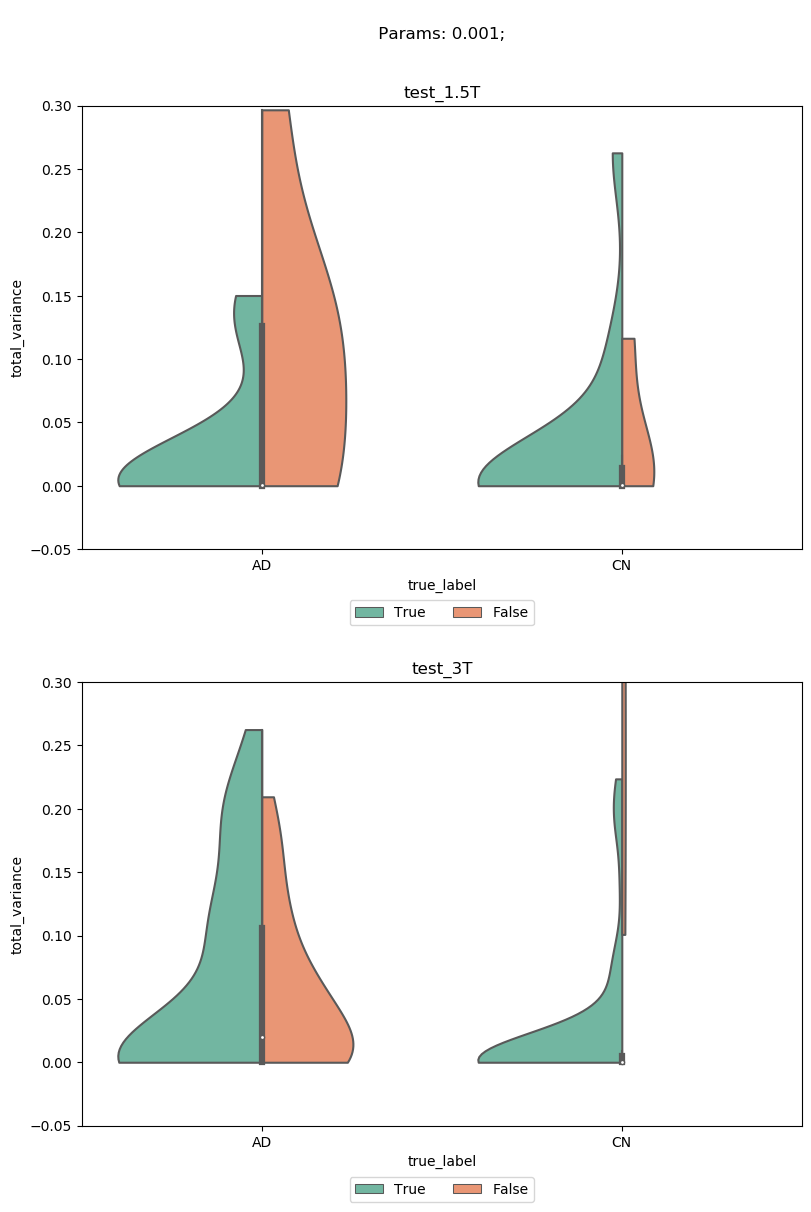 Params: 0.001;
test_1.5T
0.30
0.25
0.20
0.15
0.10
0.05
0.00
−0.05
total_variance
AD CN
true_label
True False
test_3T
0.30
0.25
0.20
0.15
0.10
0.05
0.00
−0.05
total_variance
AD CN
true_label
True False